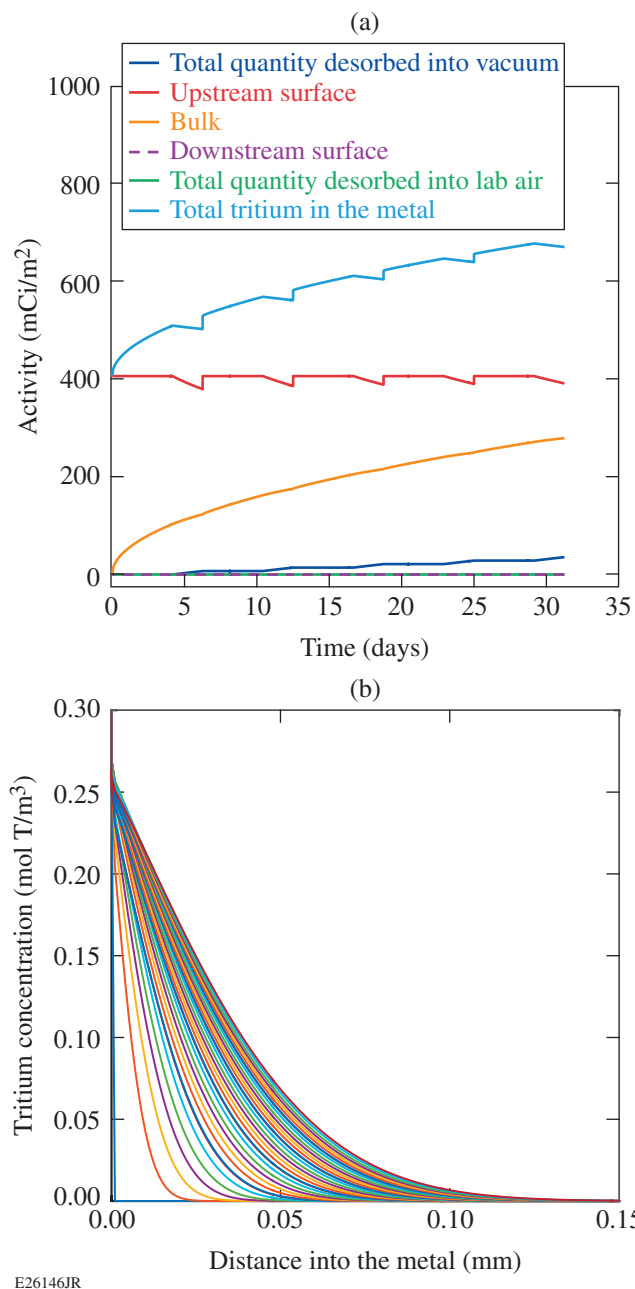 (a)
1000
800
600
400
200
0
Activity (mCi/m²)
Total quantity desorbed into vacuum
Upstream surface
Bulk
Downstream surface
Total quantity desorbed into lab air
Total tritium in the metal
0 5 10 15 20 25 30 35
Time (days)
(b)
0.30
0.25
0.20
0.15
0.10
0.05
0.00
Tritium concentration (mol T/m³)
0.00 0.05 0.10 0.15
Distance into the metal (mm)
E26146JR